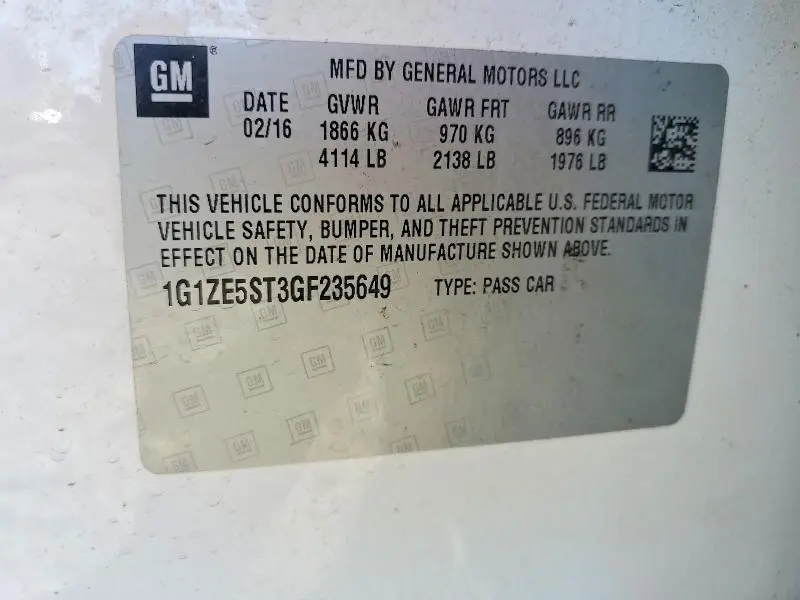 GM®
MFD BY GENERAL MOTORS LLC
DATE GVWR GAWR FRT GAWR RR
02/16 1866 KG 970 KG 896 KG
4114 LB 2138 LB 1976 LB
THIS VEHICLE CONFORMS TO ALL APPLICABLE U.S. FEDERAL MOTOR
VEHICLE SAFETY, BUMPER, AND THEFT PREVENTION STANDARDS IN
EFFECT ON THE DATE OF MANUFACTURE SHOWN ABOVE.
1G1ZE5ST3GF235649 TYPE: PASS CAR